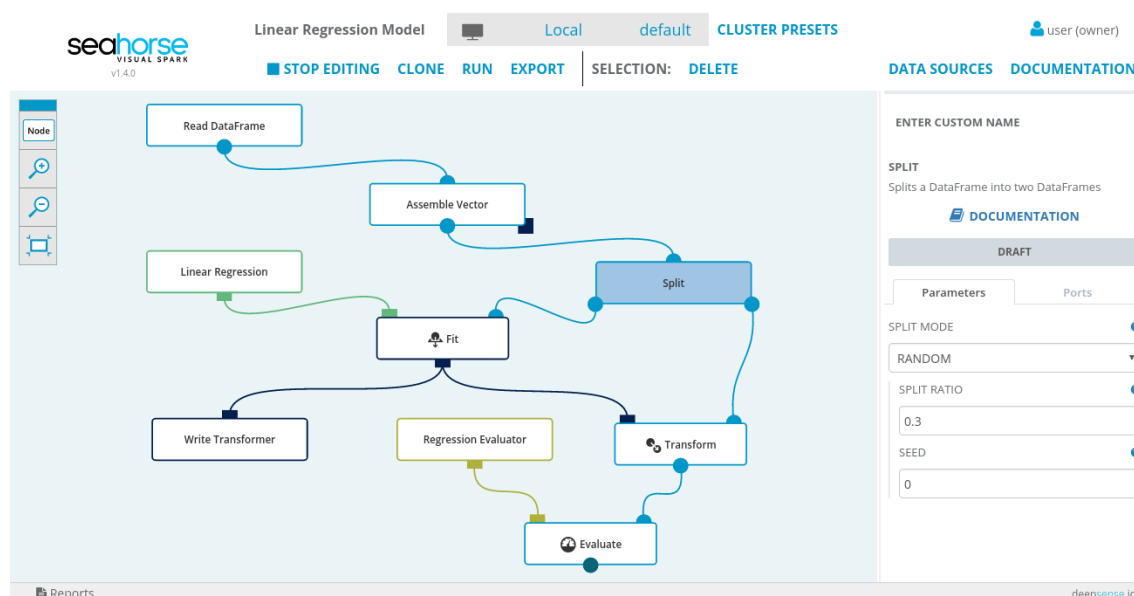 Linear Regression Model Local default CLUSTER PRESETS user (owner)
seahorse
VISUAL SPARK
v1.4.0
STOP EDITING CLONE RUN EXPORT SELECTION: DELETE DATA SOURCES DOCUMENTATION
Node
Read DataFrame
Assemble Vector
Linear Regression
Split
Fit
Write Transformer
Regression Evaluator
Transform
Evaluate
ENTER CUSTOM NAME
SPLIT
Splits a DataFrame into two DataFrames
DOCUMENTATION
DRAFT
Parameters Ports
SPLIT MODE
RANDOM
SPLIT RATIO
0.3
SEED
0
Reports deepsense.io